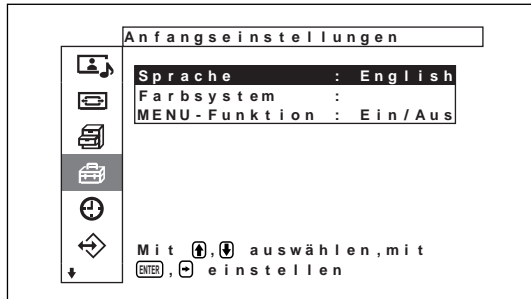 Anfangseinstellungen
Sprache : English
Farbsystem :
MENU-Funktion : Ein/Aus
Mit ↑,↓ auswählen,mit
ENTER,→ einstellen